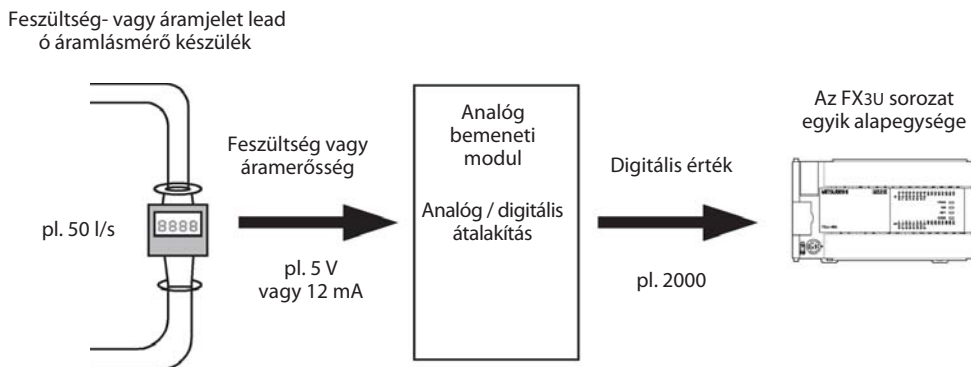 Feszültség- vagy áramjelet lead
ó áramlásmérő készülék
pl. 50 l/s
8888
Feszültség vagy
áramerősség
pl. 5 V
vagy 12 mA
Analóg
bemeneti
modul
Analóg / digitális
átalakítás
Digitális érték
pl. 2000
Az FX3U sorozat
egyik alapegysége
MITSUBISHI